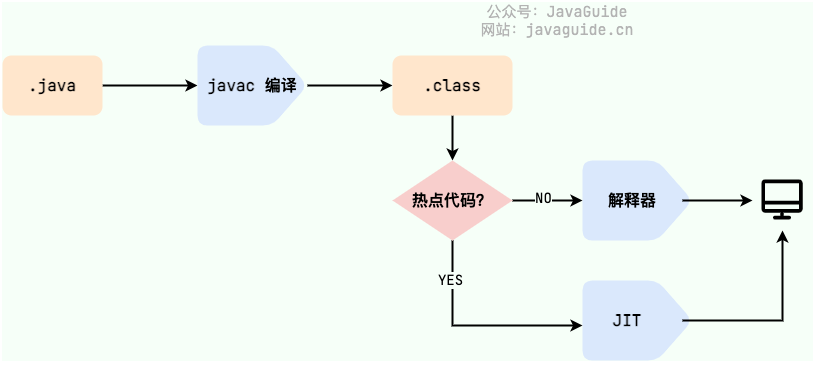 公众号：JavaGuide
网站：javaguide.cn
.java
javac 编译
.class
热点代码?
NO
解释器
YES
JIT